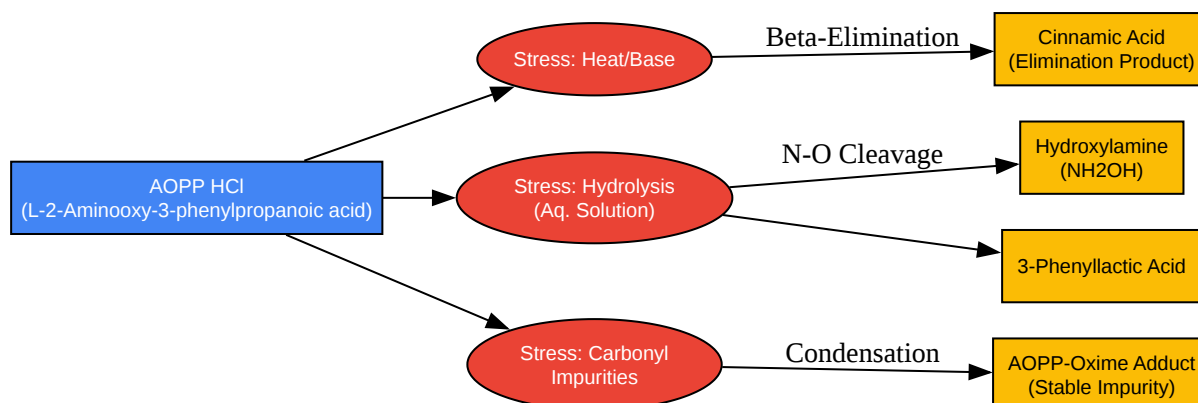 Beta-Elimination
Stress: Heat/Base
Cinnamic Acid
(Elimination Product)
AOPP HCl
(L-2-Aminooxy-3-phenylpropanoic acid)
Stress: Hydrolysis
(Aq. Solution)
N-O Cleavage
Hydroxylamine
(NH2OH)
3-Phenyllactic Acid
Stress: Carbonyl
Impurities
Condensation
AOPP-Oxime Adduct
(Stable Impurity)